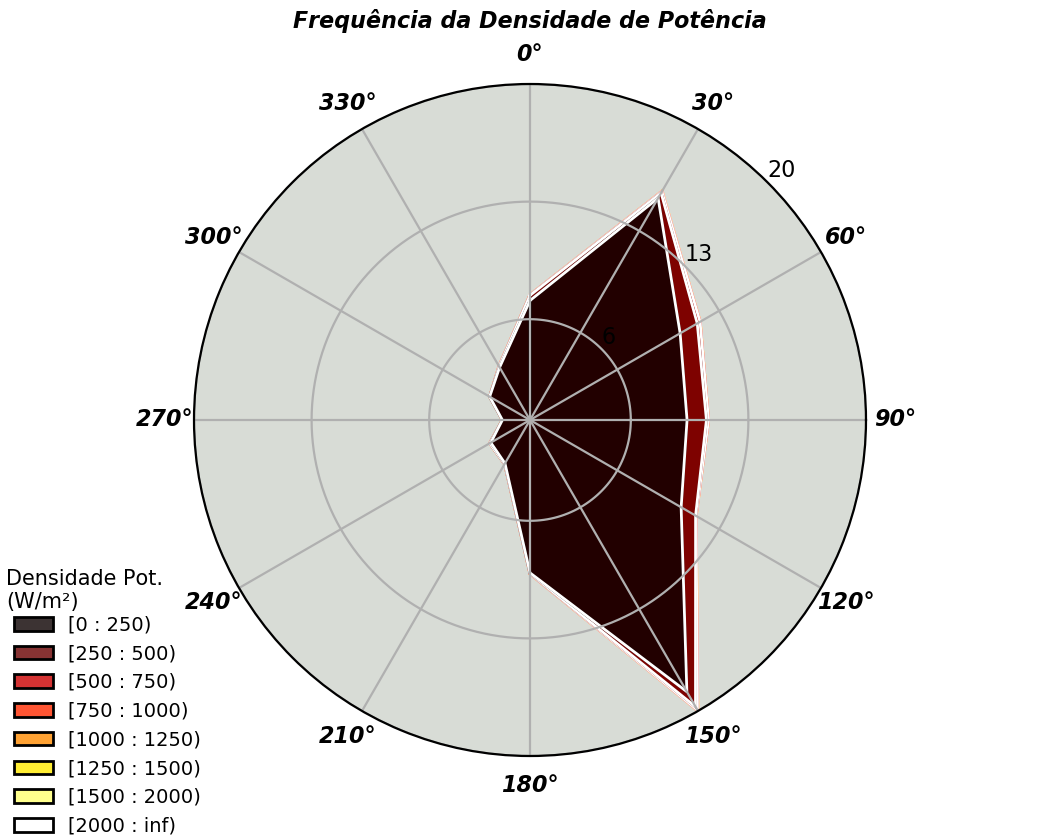 Frequência da Densidade de Potência
0°
330°
30°
20
300°
60°
13
6
270°
90°
240°
120°
210°
150°
180°
Densidade Pot.
(W/m²)
[0 : 250)
[250 : 500)
[500 : 750)
[750 : 1000)
[1000 : 1250)
[1250 : 1500)
[1500 : 2000)
[2000 : inf)